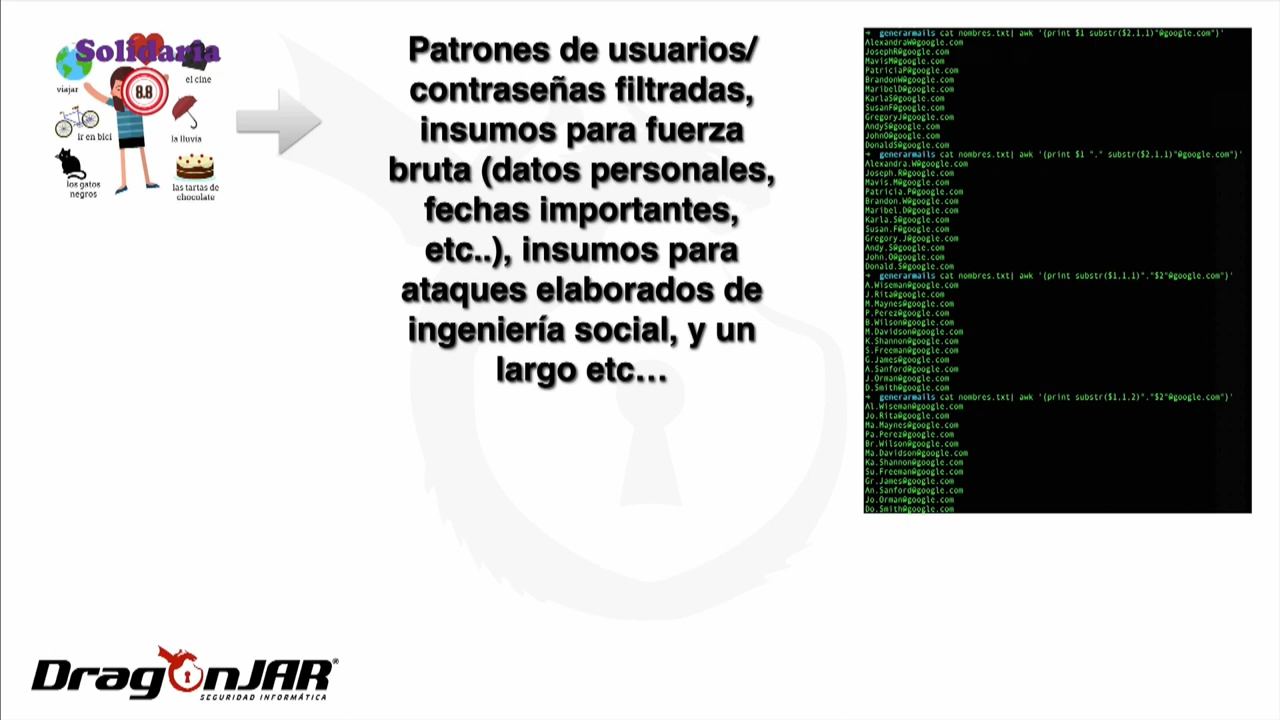 Solidaria
8.8
viajar
el cine
ir en bici
la lluvia
los gatos
negros
las tartas de
chocolate
Patrones de usuarios/
contraseñas filtradas,
insumos para fuerza
bruta (datos personales,
fechas importantes,
etc..), insumos para
ataques elaborados de
ingeniería social, y un
largo etc…
➜ generarmails cat nombres.txt| awk '{print $1 substr($2,1,1)"@google.com"}'
AlexandraW@google.com
JosephR@google.com
MavisM@google.com
PatriciaP@google.com
BrandonW@google.com
MaribelD@google.com
KarlaS@google.com
SusanF@google.com
GregoryJ@google.com
AndyS@google.com
JohnO@google.com
DonaldS@google.com
➜ generarmails cat nombres.txt| awk '{print $1 "." substr($2,1,1)"@google.com"}'
Alexandra.W@google.com
Joseph.R@google.com
Mavis.M@google.com
Patricia.P@google.com
Brandon.W@google.com
Maribel.D@google.com
Karla.S@google.com
Susan.F@google.com
Gregory.J@google.com
Andy.S@google.com
John.O@google.com
Donald.S@google.com
➜ generarmails cat nombres.txt| awk '{print substr($1,1,1)"."$2"@google.com"}'
A.Wiseman@google.com
J.Rita@google.com
M.Maynes@google.com
P.Perez@google.com
B.Wilson@google.com
M.Davidson@google.com
K.Shannon@google.com
S.Freeman@google.com
G.James@google.com
A.Sanford@google.com
J.Orman@google.com
D.Smith@google.com
➜ generarmails cat nombres.txt| awk '{print substr($1,1,2)"."$2"@google.com"}'
Al.Wiseman@google.com
Jo.Rita@google.com
Ma.Maynes@google.com
Pa.Perez@google.com
Br.Wilson@google.com
Ma.Davidson@google.com
Ka.Shannon@google.com
Su.Freeman@google.com
Gr.James@google.com
An.Sanford@google.com
Jo.Orman@google.com
Do.Smith@google.com
DragonJAR®
SEGURIDAD INFORMÁTICA